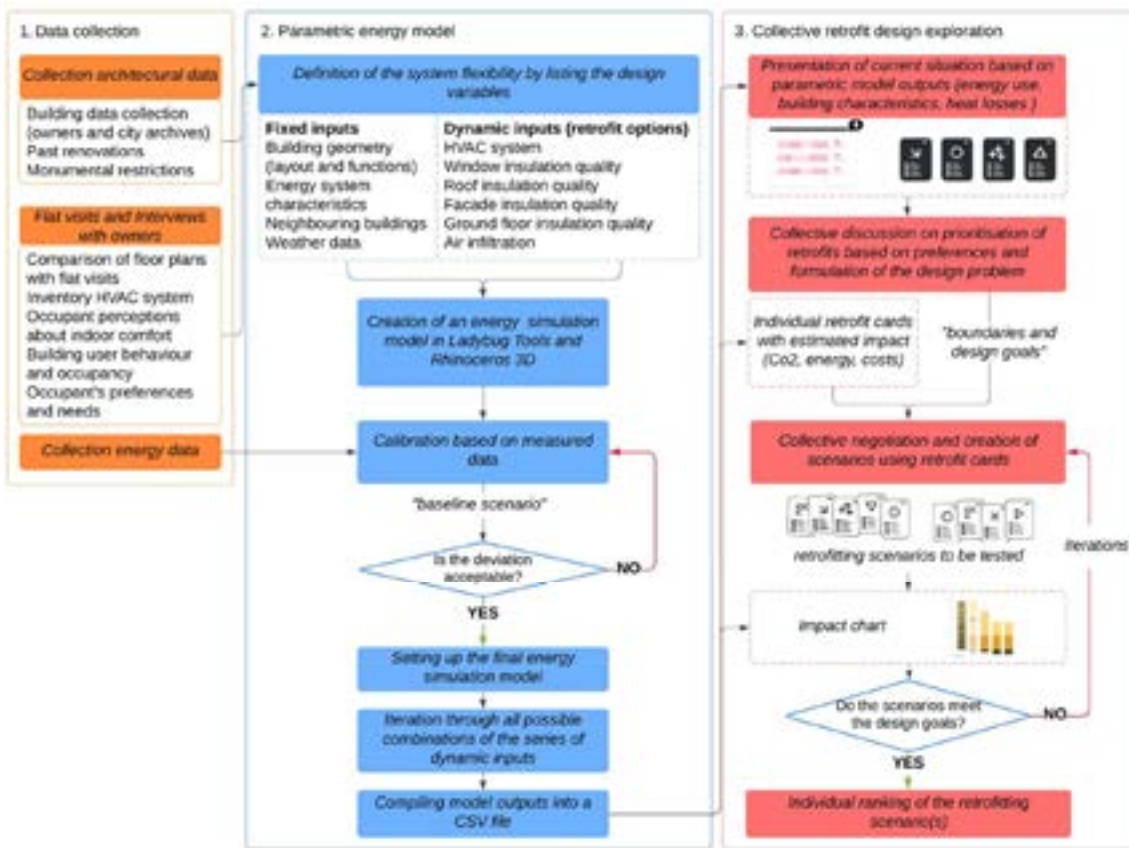 1. Data collection
Collection architectural data
Building data collection
(owners and city archives)
Past renovations
Monumental restrictions
Flat visits and Interviews
with owners
Comparison of floor plans
with flat visits
Inventory HVAC system
Occupant perceptions
about indoor comfort
Building user behaviour
and occupancy
Occupant's preferences
and needs
Collection energy data
2. Parametric energy model
Definition of the system flexibility by listing the design
variables
Fixed inputs
Building geometry
(layout and functions)
Energy system
characteristics
Neighbouring buildings
Weather data
Dynamic inputs (retrofit options)
HVAC system
Window insulation quality
Roof insulation quality
Facade insulation quality
Ground floor insulation quality
Air infiltration
Creation of an energy simulation
model in Ladybug Tools and
Rhinoceros 3D
Calibration based on measured
data
"baseline scenario"
Is the deviation
acceptable?
NO
YES
Setting up the final energy
simulation model
Iteration through all possible
combinations of the series of
dynamic inputs
Compiling model outputs into a
CSV file
3. Collective retrofit design exploration
Presentation of current situation based on
parametric model outputs (energy use,
building characteristics, heat losses )
Collective discussion on prioritisation of
retrofits based on preferences and
formulation of the design problem
Individual retrofit cards
with estimated impact
(Co2, energy, costs)
"boundaries and
design goals"
Collective negotiation and creation of
scenarios using retrofit cards
retrofitting scenarios to be tested
Iterations
Impact chart
Do the scenarios meet
the design goals?
NO
YES
Individual ranking of the retrofitting
scenario(s)